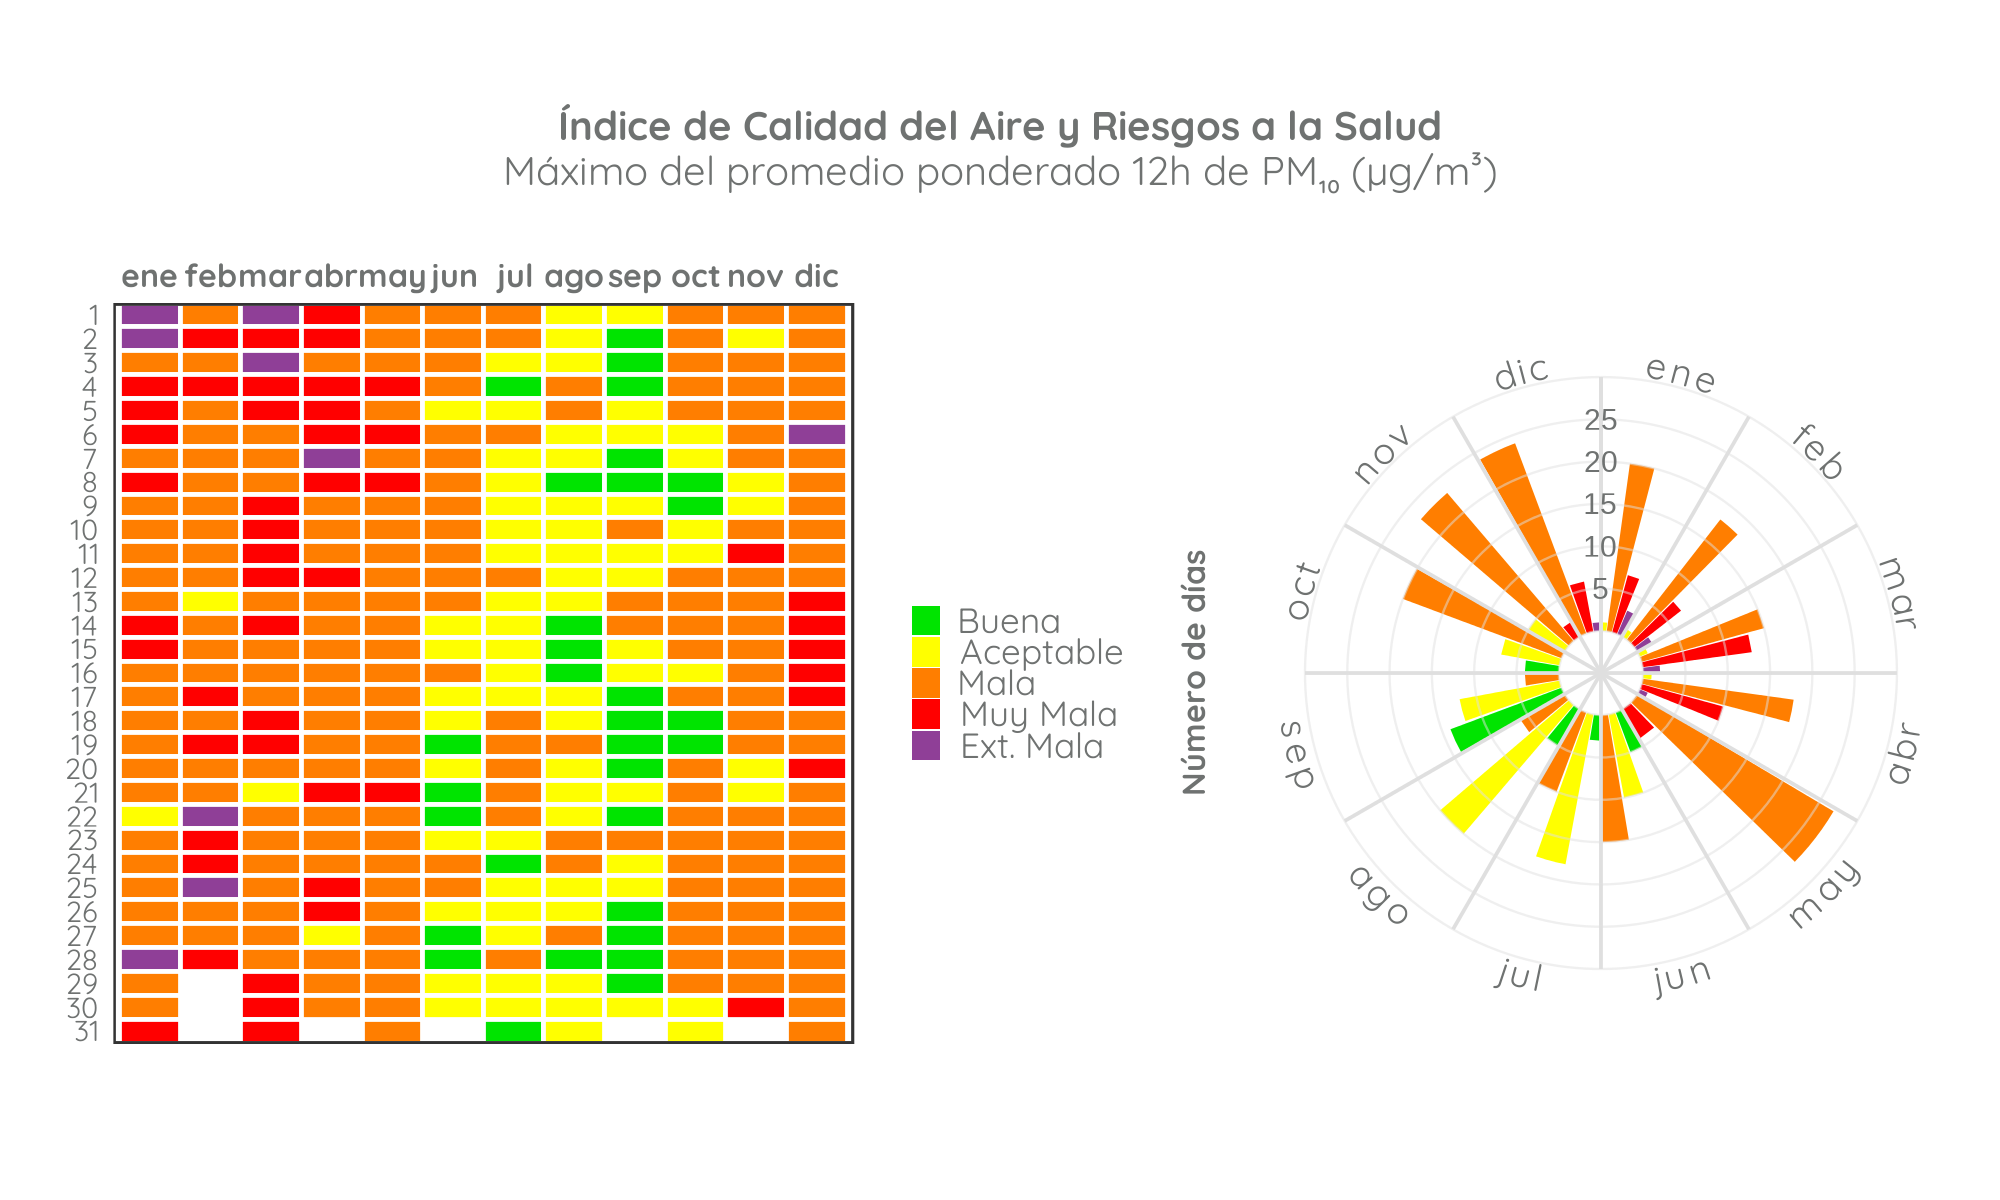 Índice de Calidad del Aire y Riesgos a la Salud
Máximo del promedio ponderado 12h de PM₁₀ (µg/m³)
ene feb mar abr may jun jul ago sep oct nov dic
1
2
3
4
5
6
7
8
9
10
11
12
13
14
15
16
17
18
19
20
21
22
23
24
25
26
27
28
29
30
31
Buena
Aceptable
Mala
Muy Mala
Ext. Mala
Número de días
25
20
15
10
5
ene
feb
mar
abr
may
jun
jul
ago
sep
oct
nov
dic